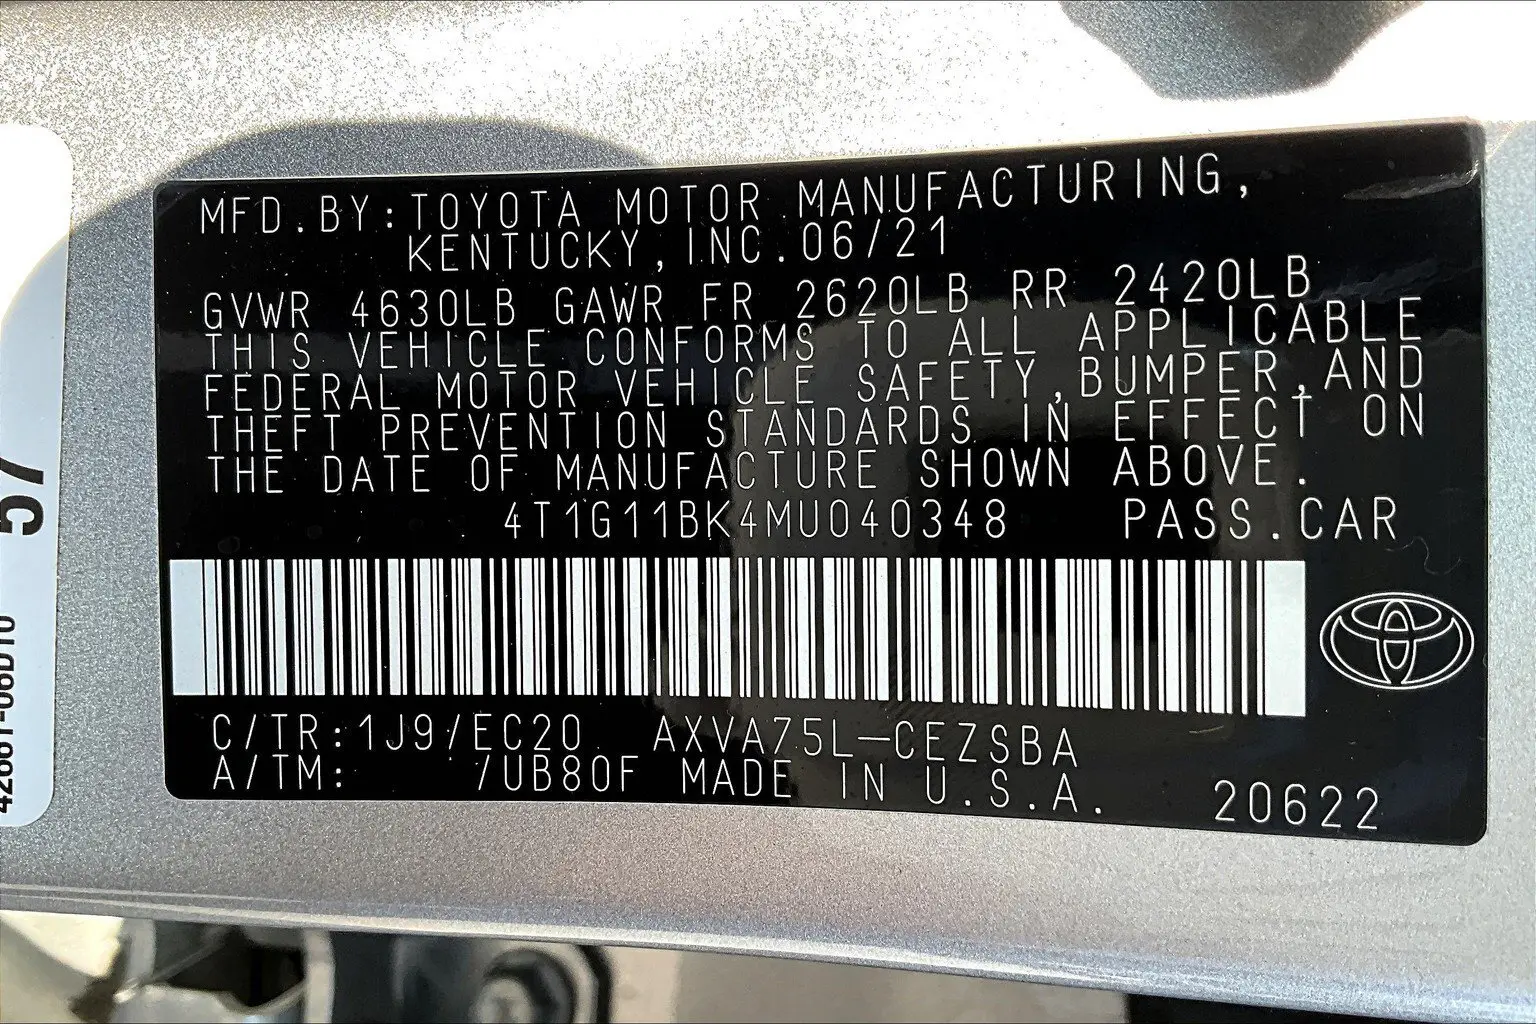 MFD.BY:TOYOTA MOTOR MANUFACTURING,
KENTUCKY,INC.06/21
GVWR 4630LB GAWR FR 2620LB RR 2420LB
THIS VEHICLE CONFORMS TO ALL APPLICABLE
FEDERAL MOTOR VEHICLE SAFETY,BUMPER,AND
THEFT PREVENTION STANDARDS IN EFFECT ON
THE DATE OF MANUFACTURE SHOWN ABOVE.
4T1G11BK4MU040348 PASS.CAR
C/TR:1J9/EC20 AXVA75L-CEZSBA
A/TM: /UB80F MADE IN U.S.A.
20622
57